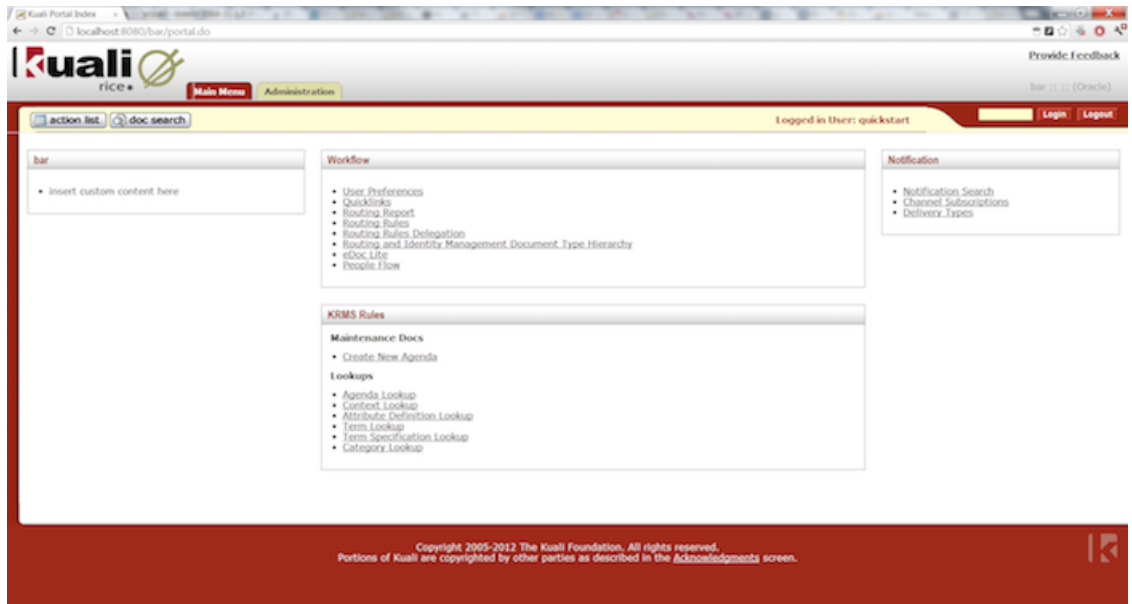 Kuali Portal Index
localhost:8080/bar/portal.do
kuali
rice
Provide Feedback
Main Menu
Administration
bar :: :: (Oracle)
action list
doc search
Logged in User: quickstart
Login
Logout
bar
insert custom content here
Workflow
User Preferences
Quicklinks
Routing Report
Routing Rules
Routing Rules Delegation
Routing and Identity Management Document Type Hierarchy
eDoc Lite
People Flow
KRMS Rules
Maintenance Docs
Create New Agenda
Lookups
Agenda Lookup
Context Lookup
Attribute Definition Lookup
Term Lookup
Term Specification Lookup
Category Lookup
Notification
Notification Search
Channel Subscriptions
Delivery Types
Copyright 2005-2012 The Kuali Foundation. All rights reserved.
Portions of Kuali are copyrighted by other parties as described in the Acknowledgments screen.